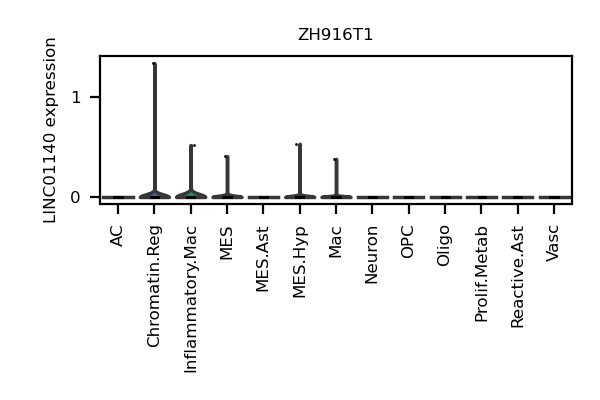 ZH916T1
LINC01140 expression
1
0
AC
Chromatin.Reg
Inflammatory.Mac
MES
MES.Ast
MES.Hyp
Mac
Neuron
OPC
Oligo
Prolif.Metab
Reactive.Ast
Vasc